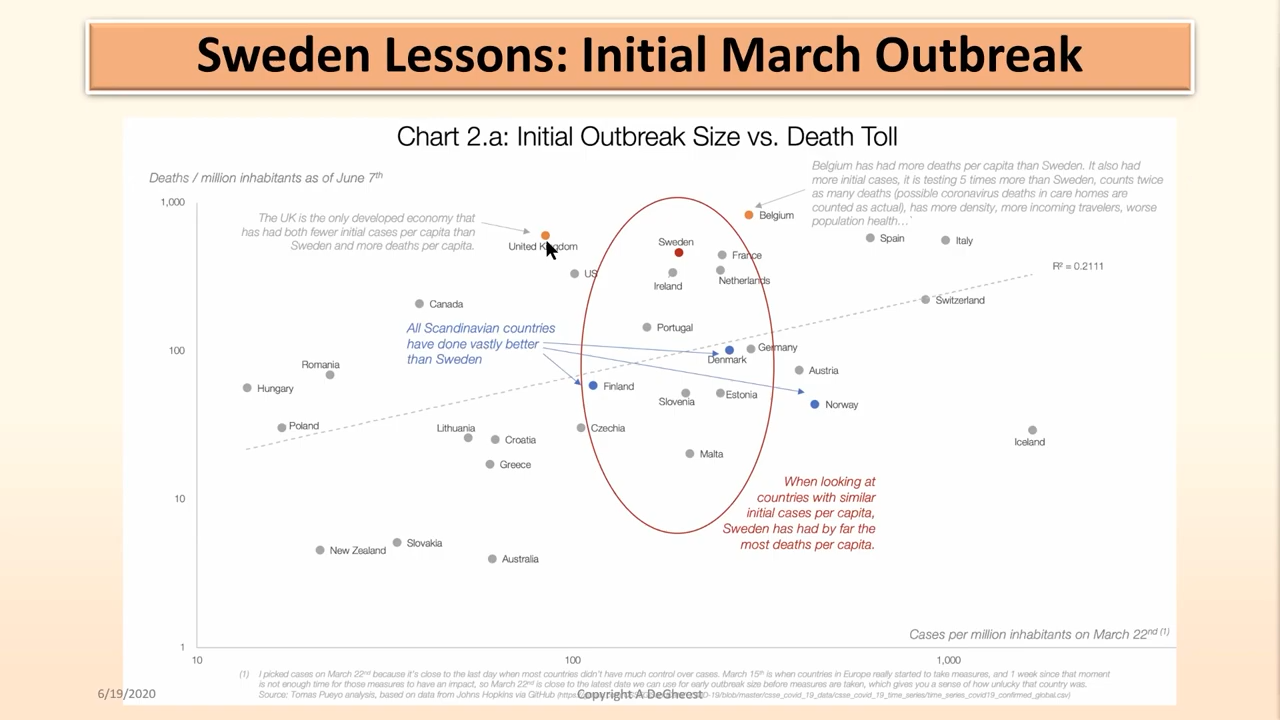 Sweden Lessons: Initial March Outbreak
Chart 2.a: Initial Outbreak Size vs. Death Toll
Deaths / million inhabitants as of June 7th
Belgium has had more deaths per capita than Sweden. It also had
more initial cases, it is testing 5 times more than Sweden, counts twice
as many deaths (possible coronavirus deaths in care homes are
counted as actual), has more density, more incoming travelers, worse
population health…`
1,000
The UK is the only developed economy that
has had both fewer initial cases per capita than
Sweden and more deaths per capita.
Belgium
United Kingdom
Sweden
Spain
Italy
France
US
Ireland
Netherlands
R² = 0.2111
Canada
Switzerland
All Scandinavian countries
have done vastly better
than Sweden
Portugal
100
Germany
Denmark
Romania
Austria
Hungary
Finland
Slovenia
Estonia
Norway
Poland
Lithuania
Croatia
Czechia
Iceland
Greece
Malta
10
When looking at
countries with similar
initial cases per capita,
Sweden has had by far the
most deaths per capita.
New Zealand
Slovakia
Australia
Cases per million inhabitants on March 22nd (1)
1
10
100
1,000
(1) I picked cases on March 22nd because it's close to the last day when most countries didn't have much control over cases. March 15th is when countries in Europe really started to take measures, and 1 week since that moment
is not enough time for those measures to have an impact, so March 22nd is close to the latest date we can use for early outbreak size before measures are taken, which gives you a sense of how unlucky that country was.
Source: Tomas Pueyo analysis, based on data from Johns Hopkins via GitHub
6/19/2020
Copyright A DeGheest